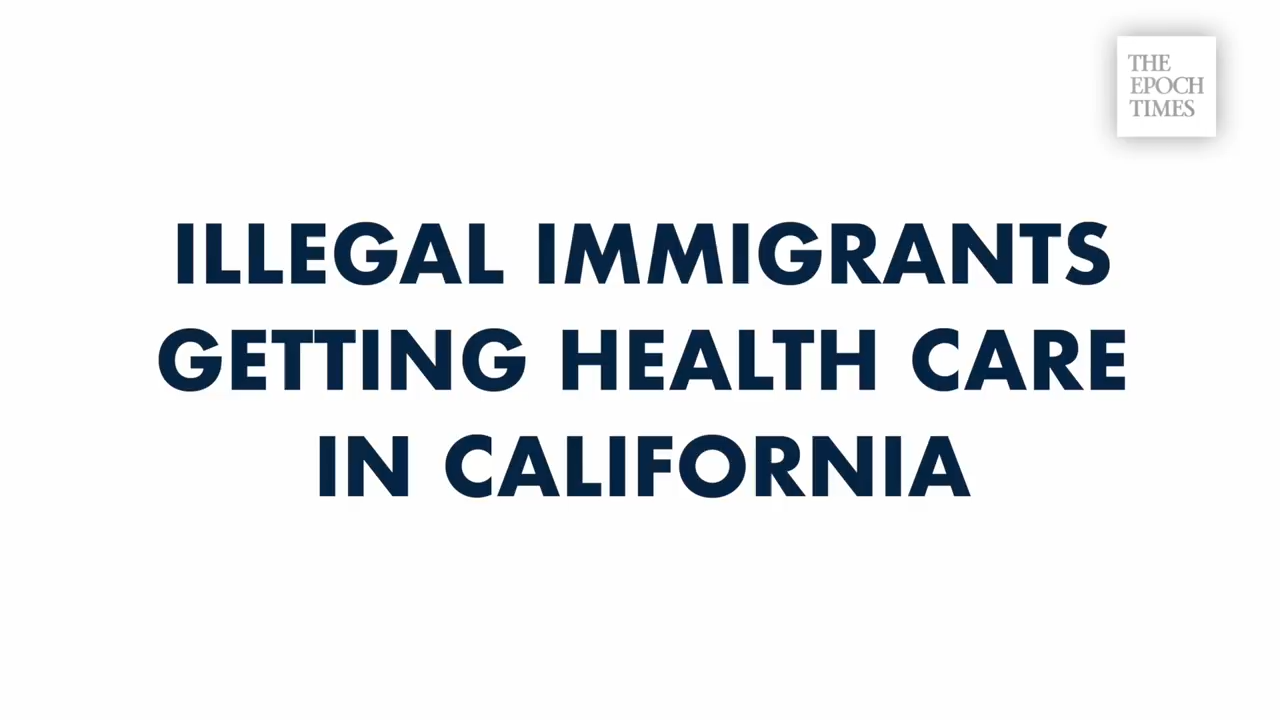 THE
EPOCH
TIMES
ILLEGAL IMMIGRANTS
GETTING HEALTH CARE
IN CALIFORNIA